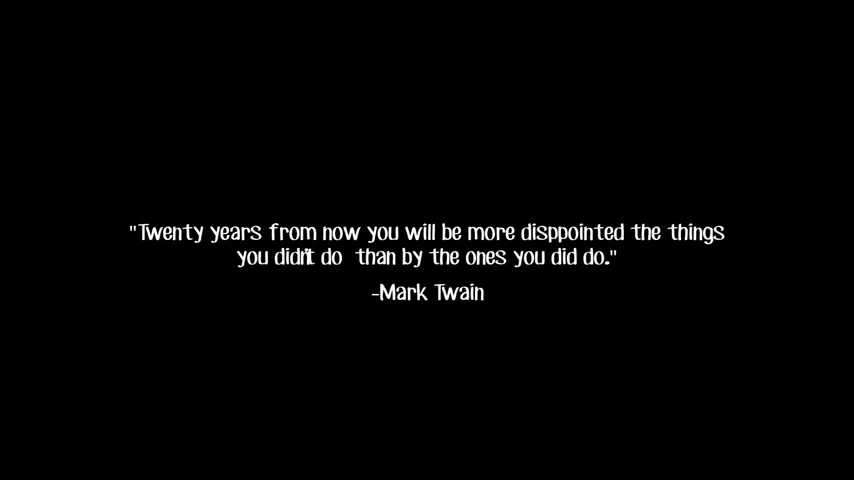 "Twenty years from now you will be more disppointed the things
you didn't do than by the ones you did do."
-Mark Twain